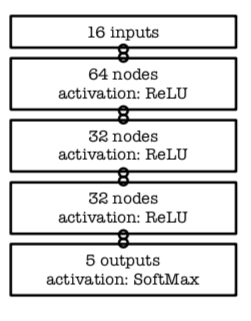 16 inputs
64 nodes
activation: ReLU
32 nodes
activation: ReLU
32 nodes
activation: ReLU
5 outputs
activation: SoftMax